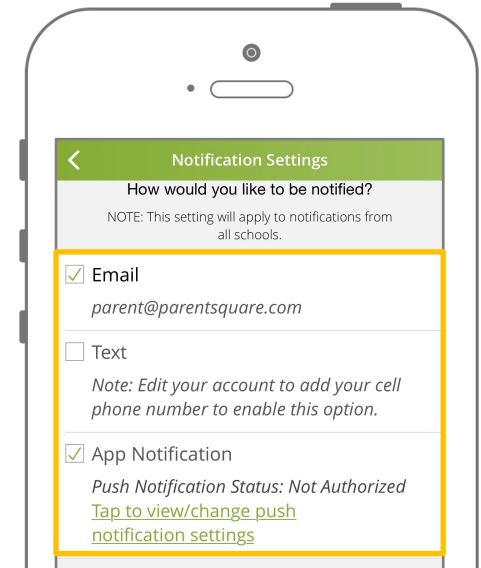 Notification Settings
How would you like to be notified?
NOTE: This setting will apply to notifications from
all schools.
Email
parent@parentsquare.com
Text
Note: Edit your account to add your cell
phone number to enable this option.
App Notification
Push Notification Status: Not Authorized
Tap to view/change push
notification settings